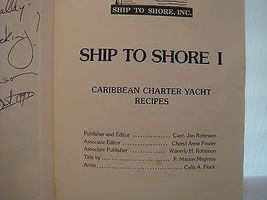 SHIP TO SHORE, INC.
SHIP TO SHORE I
CARIBBEAN CHARTER YACHT
RECIPES
Publisher and Editor Capt. Jan Robinson
Associate Editor Cheryl Anne Fowler
Associate Publisher Waverly H. Robinson
Title by F. Marion Meginnis
Artist Celia A. Flock